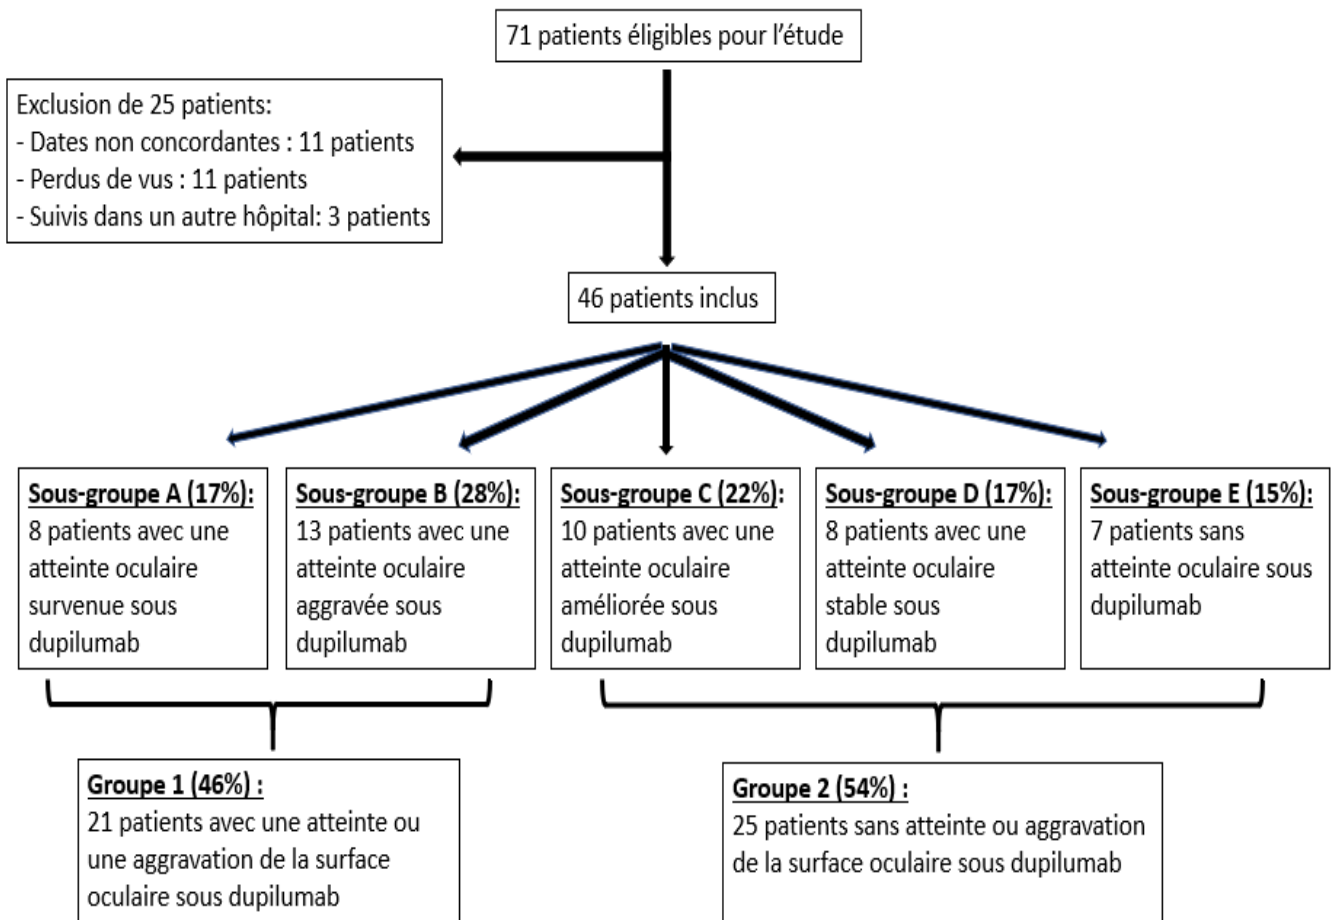 71 patients éligibles pour l’étude
Exclusion de 25 patients:
- Dates non concordantes : 11 patients
- Perdus de vus : 11 patients
- Suivis dans un autre hôpital: 3 patients
46 patients inclus
Sous-groupe A (17%):
8 patients avec une
atteinte oculaire
survenue sous
dupilumab
Sous-groupe B (28%):
13 patients avec une
atteinte oculaire
aggravée sous
dupilumab
Sous-groupe C (22%):
10 patients avec une
atteinte oculaire
améliorée sous
dupilumab
Sous-groupe D (17%):
8 patients avec une
atteinte oculaire
stable sous
dupilumab
Sous-groupe E (15%):
7 patients sans
atteinte oculaire sous
dupilumab
Groupe 1 (46%) :
21 patients avec une atteinte ou
une aggravation de la surface
oculaire sous dupilumab
Groupe 2 (54%) :
25 patients sans atteinte ou aggravation
de la surface oculaire sous dupilumab